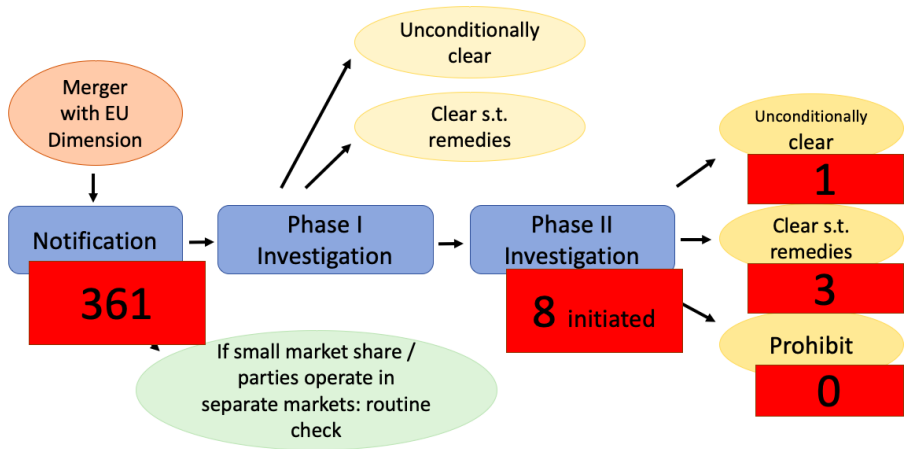 Unconditionally
clear
Merger
with EU
Dimension
Clear s.t.
remedies
Unconditionally
clear
1
Notification
361
Phase I
Investigation
Phase II
Investigation
8 initiated
Clear s.t.
remedies
3
If small market share /
parties operate in
separate markets: routine
check
Prohibit
0